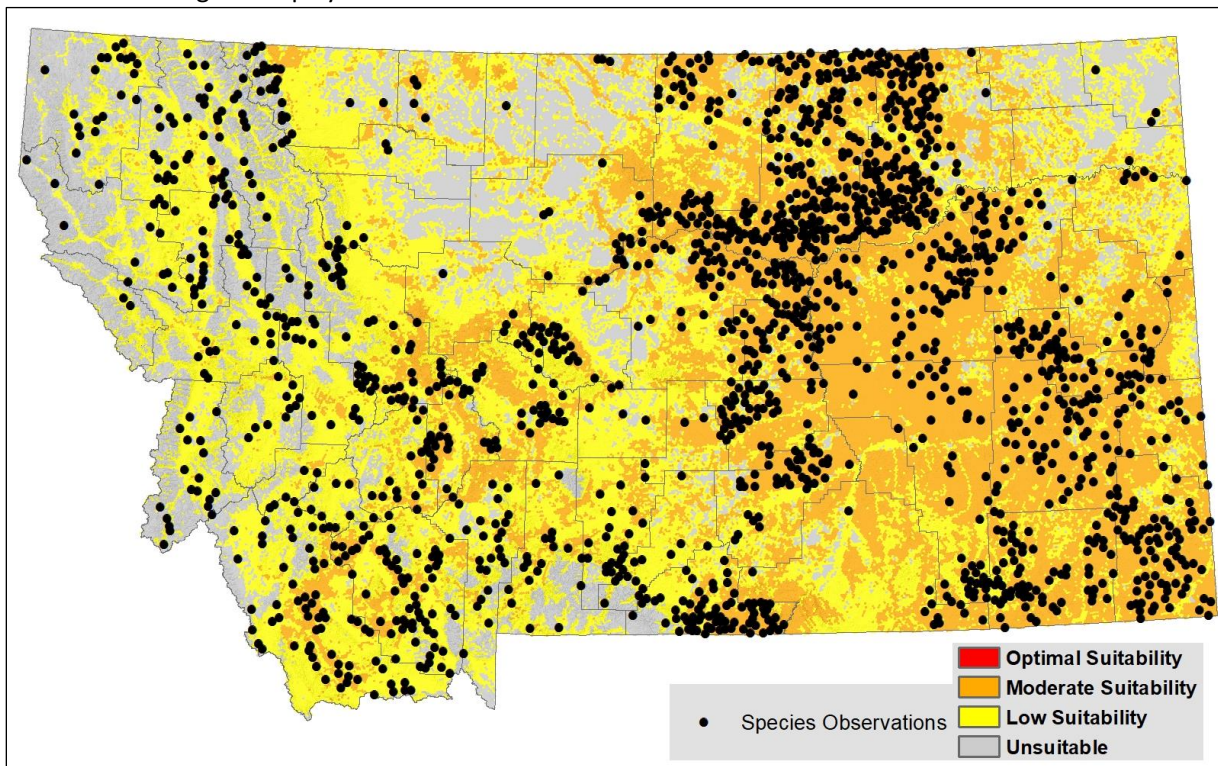 Optimal Suitability
Moderate Suitability
Species Observations
Low Suitability
Unsuitable